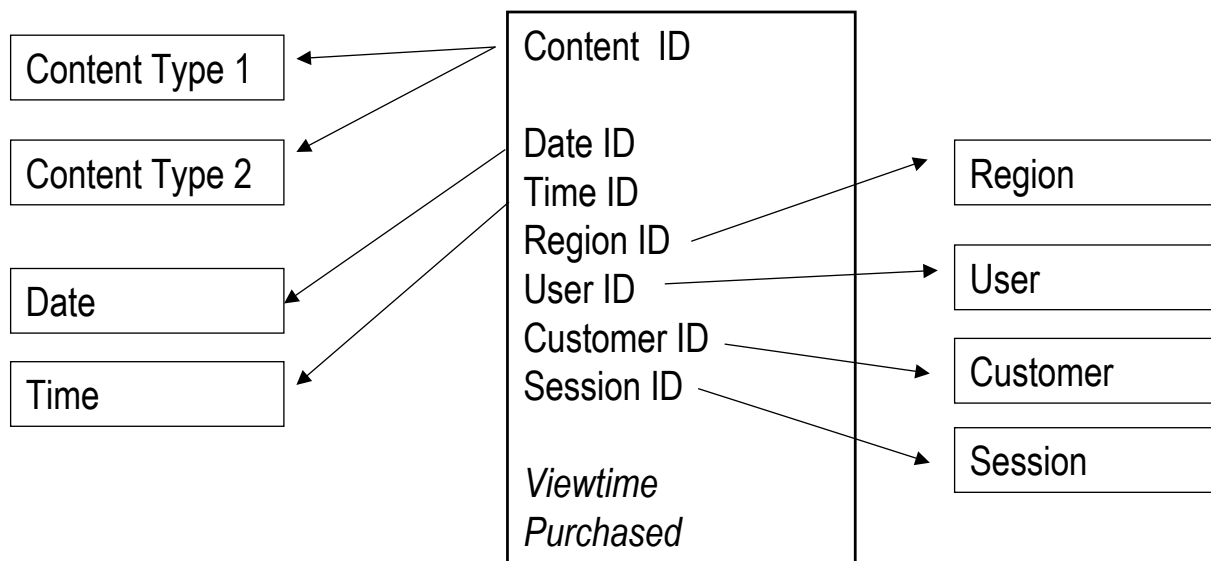 Content Type 1
Content Type 2
Date
Time
Content ID
Date ID
Time ID
Region ID
User ID
Customer ID
Session ID
Viewtime
Purchased
Region
User
Customer
Session